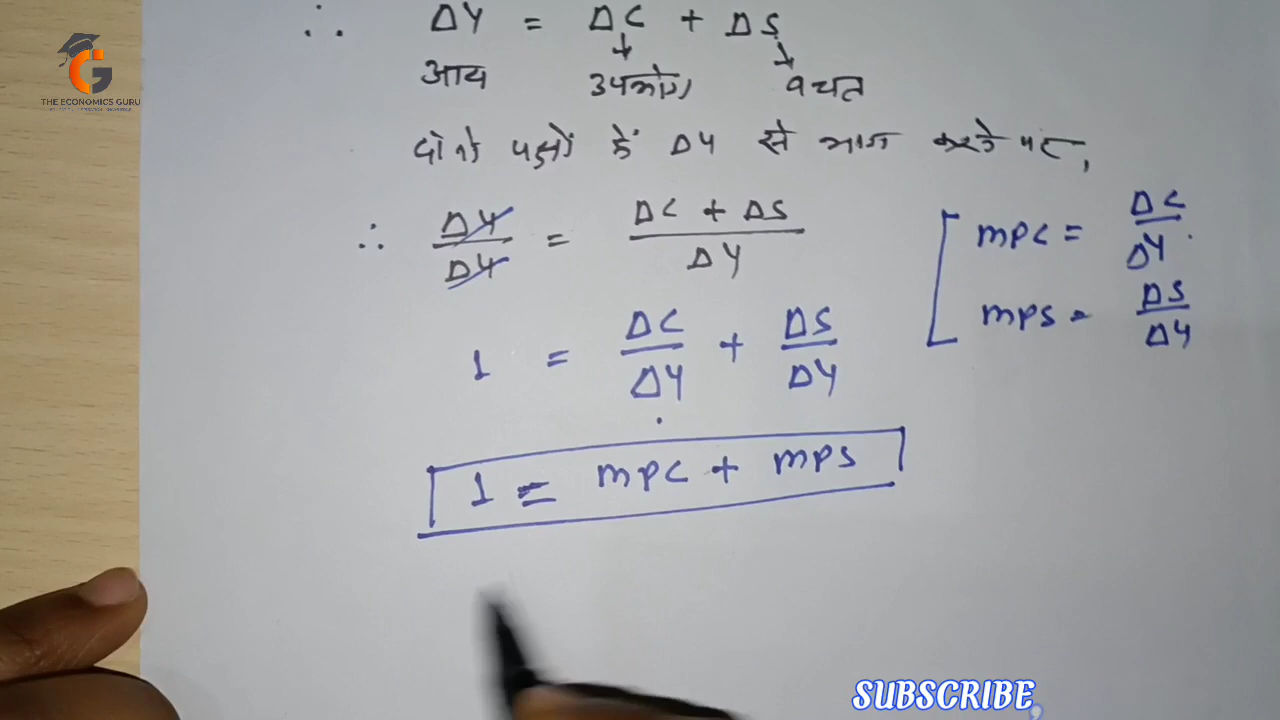 ∴ ΔY = ΔC + ΔS
आय उपभोग बचत
दोनो पक्षों में ΔY से भाग करने पर,
∴ ΔY/ΔY = (ΔC + ΔS)/ΔY
1 = ΔC/ΔY + ΔS/ΔY
1 = mpc + mps
[ mpc = ΔC/ΔY
mps = ΔS/ΔY
G
THE ECONOMICS GURU
SUBSCRIBE,